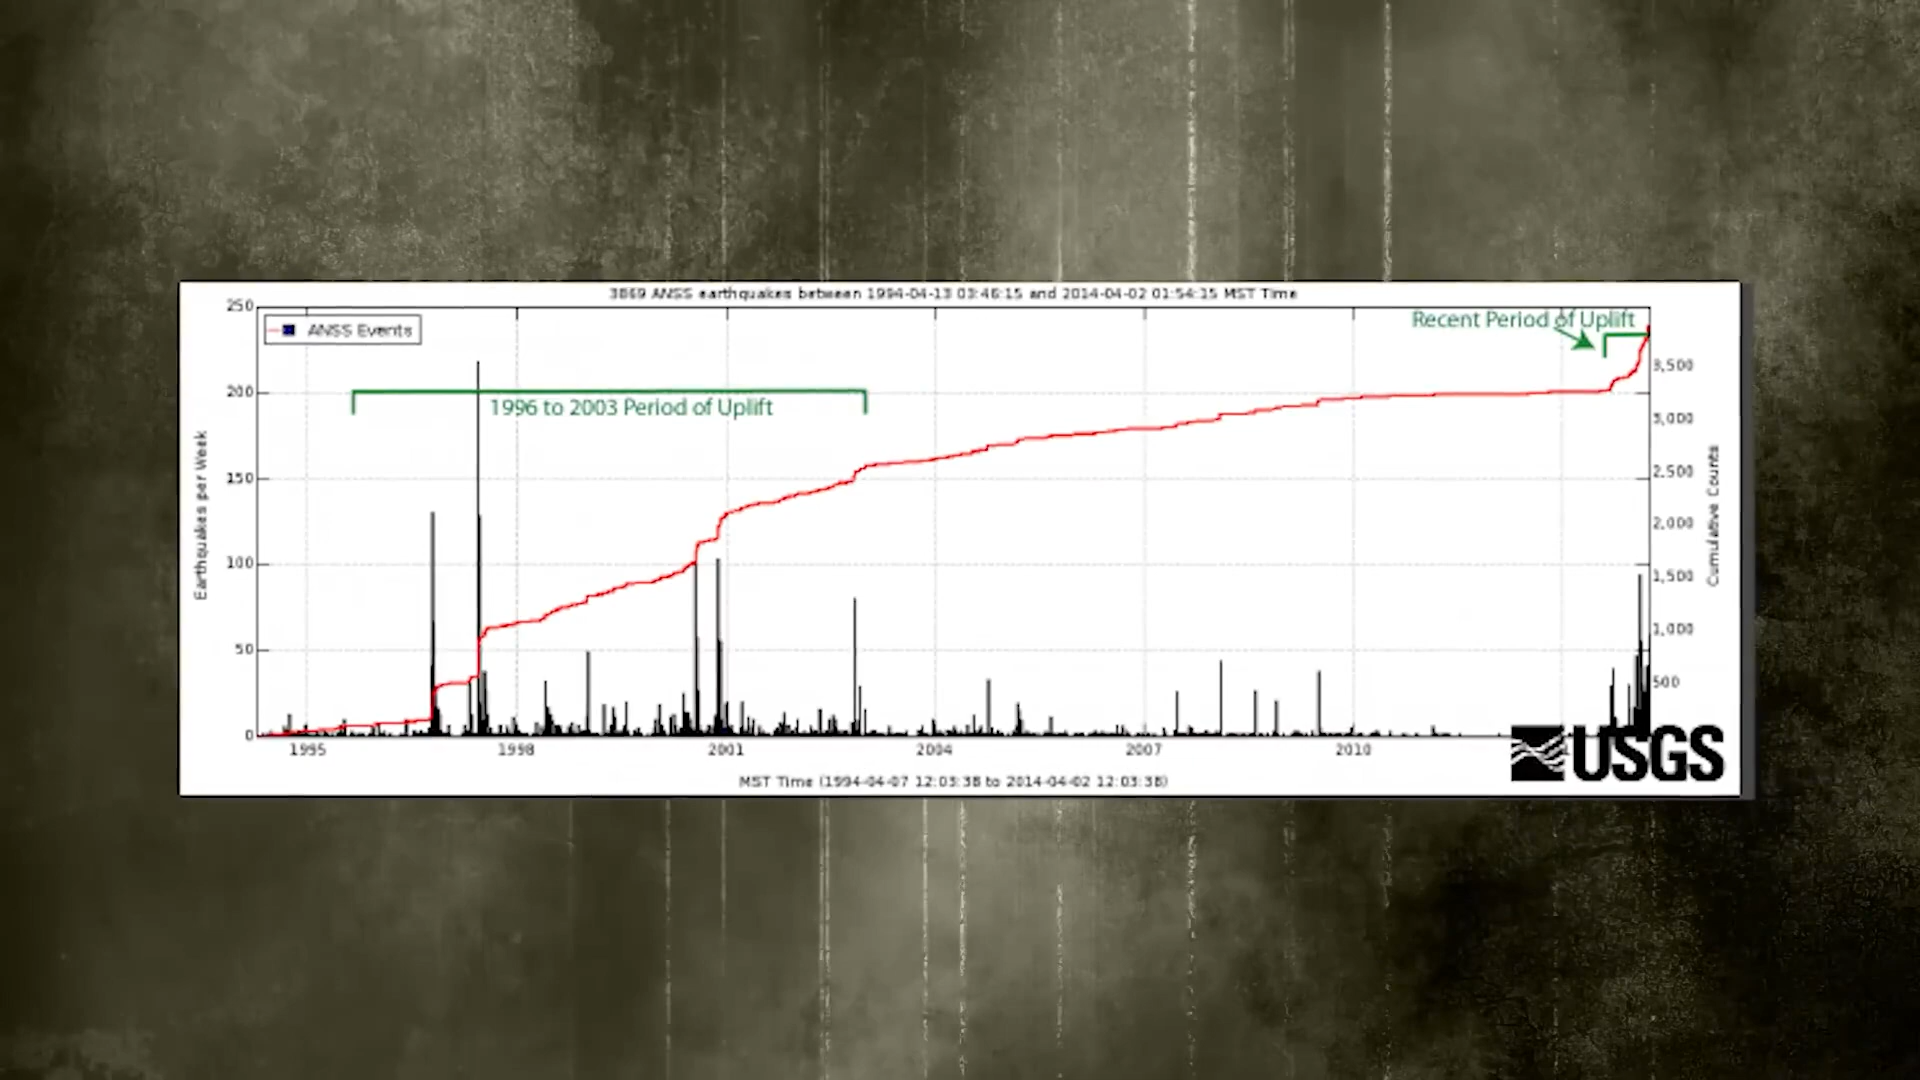 3869 ANSS earthquakes between 1994-04-13 03:46:15 and 2014-04-02 01:54:15 MST Time
ANSS Events
Recent Period of Uplift
1996 to 2003 Period of Uplift
Earthquakes per Week
250
200
150
100
50
0
Cumulative Counts
3,500
3,000
2,500
2,000
1,500
1,000
500
1995 1998 2001 2004 2007 2010
MST Time (1994-04-07 12:03:38 to 2014-04-02 12:03:38)
USGS